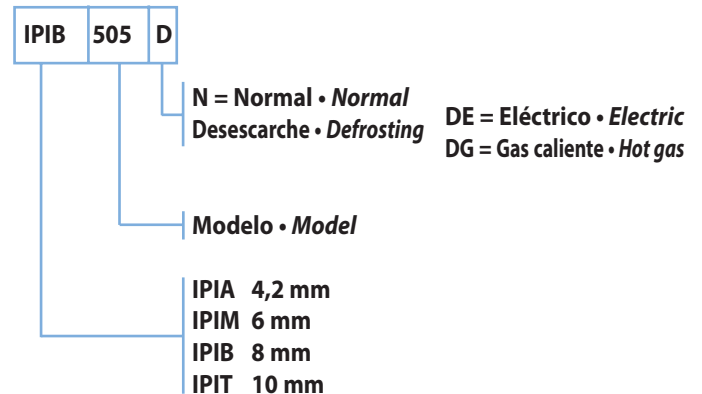 IPIB 505 D
N = Normal • Normal
Desescarche • Defrosting
DE = Eléctrico • Electric
DG = Gas caliente • Hot gas
Modelo • Model
IPIA 4,2 mm
IPIM 6 mm
IPIB 8 mm
IPIT 10 mm